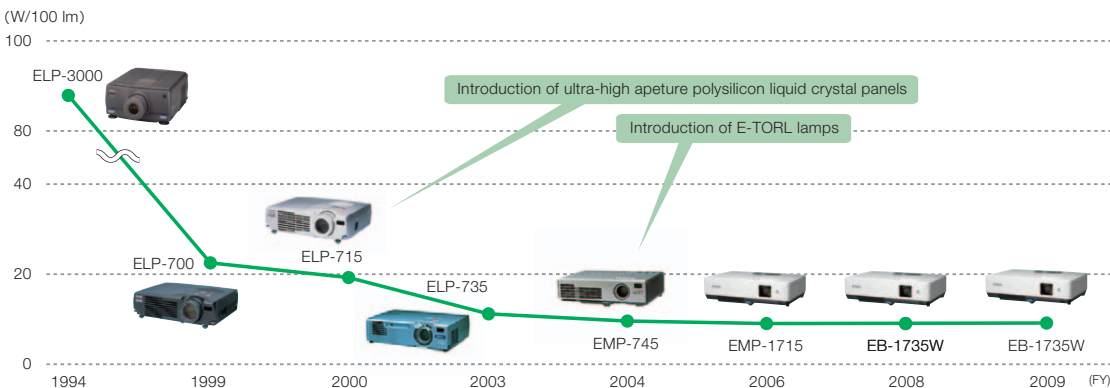 (W/100 lm)
100
ELP-3000
Introduction of ultra-high apeture polysilicon liquid crystal panels
80
Introduction of E-TORL lamps
40
ELP-700
ELP-715
20
ELP-735
EMP-745
EMP-1715
EB-1735W
EB-1735W
0
1994
1999
2000
2003
2004
2006
2008
2009
(FY)